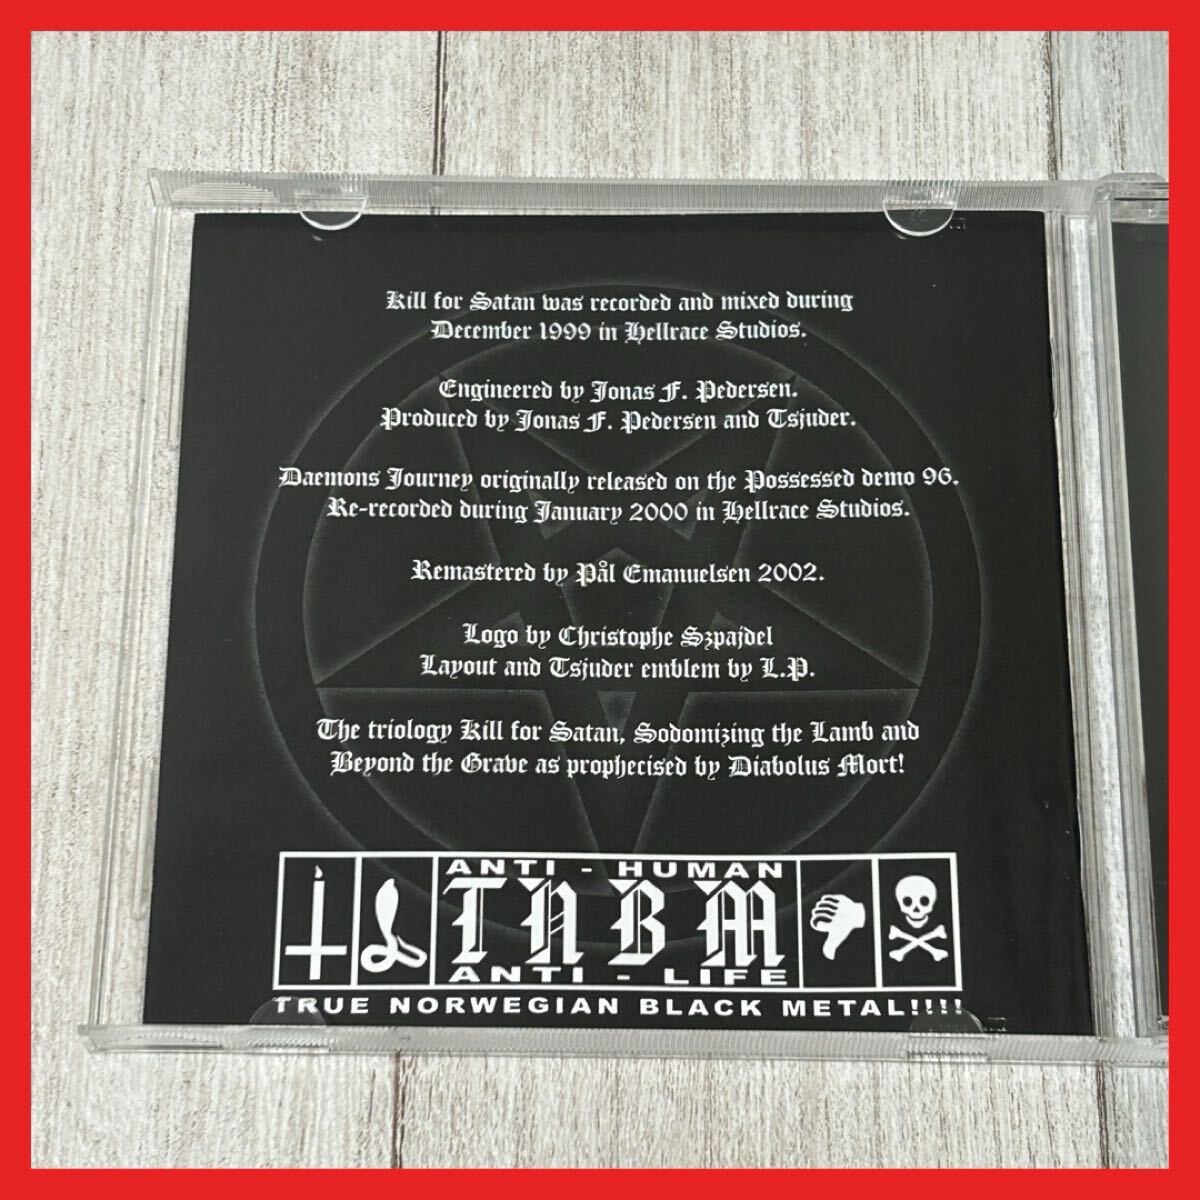 Kill for Satan was recorded and mixed during
December 1999 in Hellrace Studios.
Engineered by Jonas F. Pedersen.
Produced by Jonas F. Pedersen and Tsjuder.
Daemons Journey originally released on the Possessed demo 96.
Re-recorded during January 2000 in Hellrace Studios.
Remastered by Pål Emanuelsen 2002.
Logo by Christophe Szpajdel
Layout and Tsjuder emblem by L.P.
The triology Kill for Satan, Sodomizing the Lamb and
Beyond the Grave as prophecised by Diabolus Mort!
ANTI - HUMAN
TNBM
ANTI - LIFE
TRUE NORWEGIAN BLACK METAL!!!!